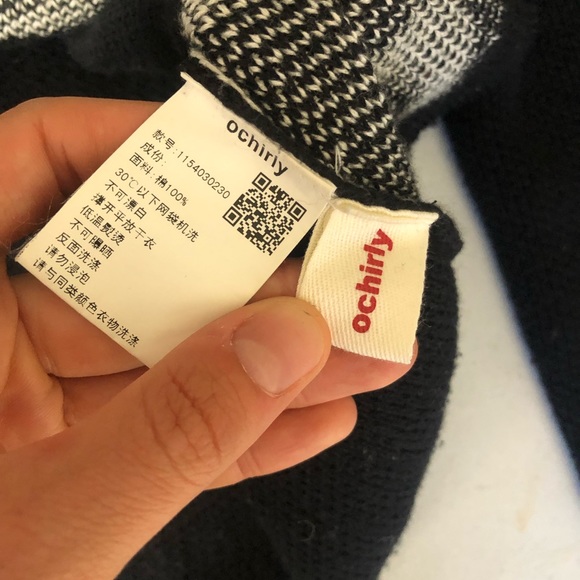 ochirly
款号:1154030230
成份:
面料:棉100%
30℃以下网袋机洗
不可漂白
摊开平放干衣
低温熨烫
不可曝晒
反面洗涤
请勿浸泡
请与同类颜色衣物洗涤
ochirly